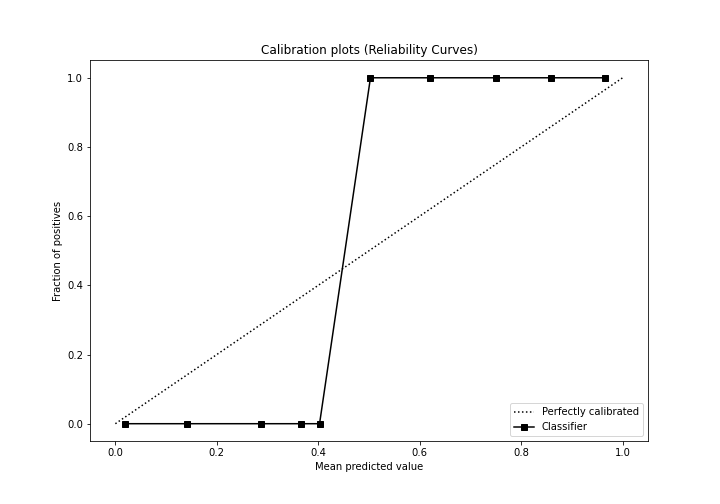 Calibration plots (Reliability Curves)
1.0
0.8
0.6
0.4
0.2
0.0
Fraction of positives
0.0 0.2 0.4 0.6 0.8 1.0
Mean predicted value
Perfectly calibrated
Classifier